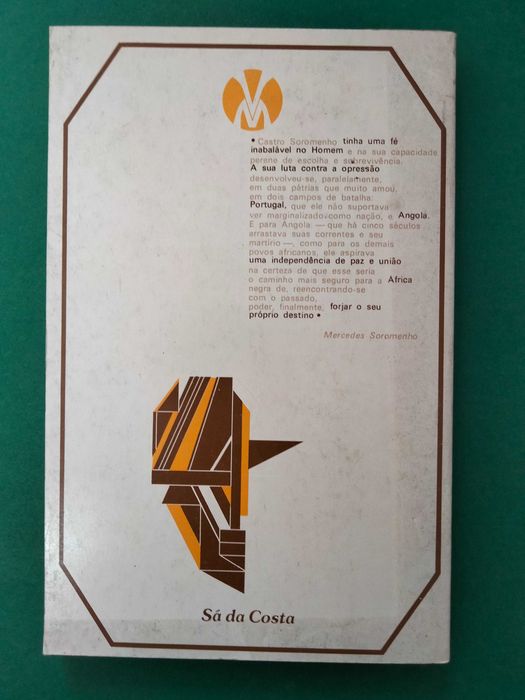 VM
• Castro Soromenho tinha uma fé
inabalável no Homem e na sua capacidade
perene de escolha e sobrevivência.
A sua luta contra a opressão
desenvolveu-se, paralelamente,
em duas pátrias que muito amou,
em dois campos de batalha:
Portugal, que ele não suportava
ver marginalizado como nação, e Angola.
E para Angola — que há cinco séculos
arrastava suas correntes e seu
martírio —, como para os demais
povos africanos, ele aspirava
uma independência de paz e união
na certeza de que esse seria
o caminho mais seguro para a África
negra de, reencontrando-se
com o passado,
poder, finalmente, forjar o seu
próprio destino •
Mercedes Soromenho
Sá da Costa